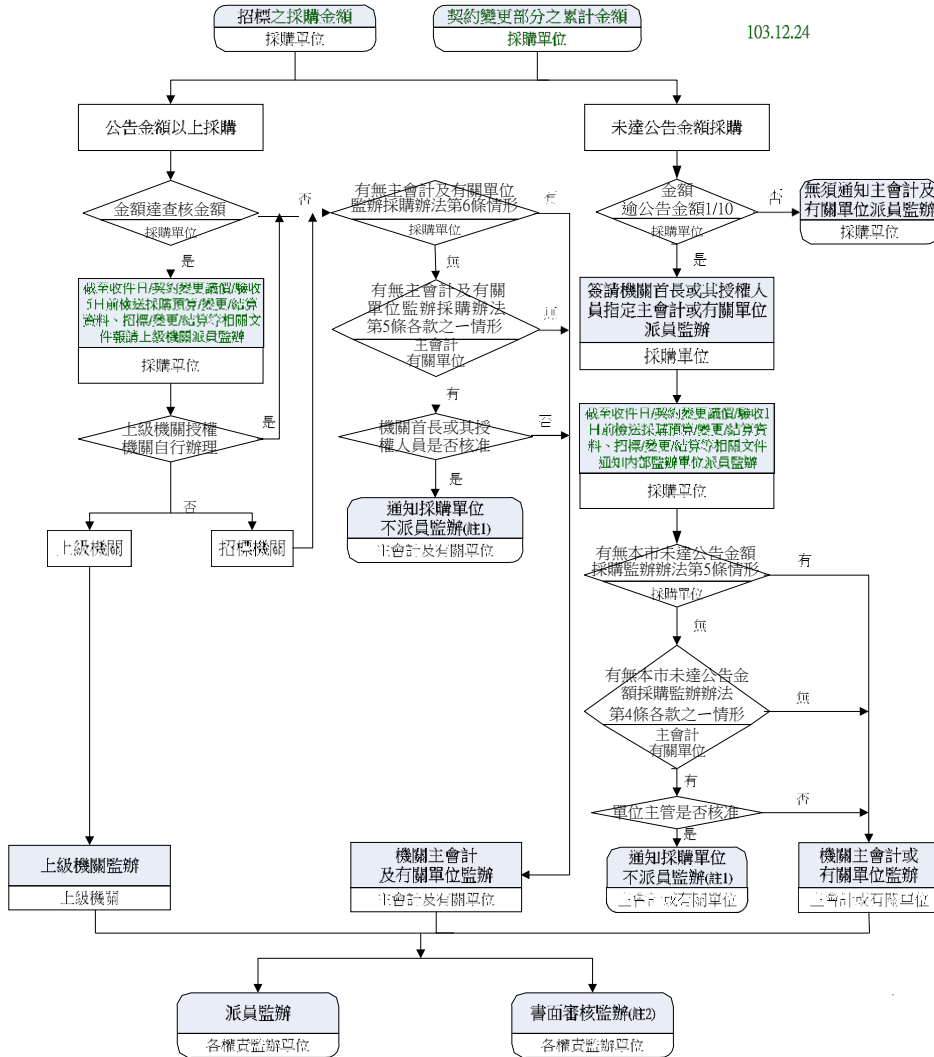 招標之採購金額
採購單位
契約變更部分之累計金額
採購單位
103.12.24
公告金額以上採購
未達公告金額採購
金額達查核金額
採購單位
否
是
有無主會計及有關單位
監辦採購辦法第6條情形
採購單位
有
無
金額
逾公告金額1/10
採購單位
否
是
無須通知主會計及
有關單位派員監辦
採購單位
截至收件日/契約變更議價/驗收
5日前檢送採購預算/變更/結算
資料、招標/變更/結算等相關文
件報請上級機關派員監辦
採購單位
有無主會計及有關
單位監辦採購辦法
第5條各款之一情形
主會計
有關單位
無
有
簽請機關首長或其授權人
員指定主會計或有關單位
派員監辦
採購單位
上級機關授權
機關自行辦理
是
否
機關首長或其授
權人員是否核准
否
是
截至收件日/契約變更議價/驗收1
日前檢送採購預算/變更/結算資
料、招標/變更/結算等相關文件
通知內部監辦單位派員監辦
採購單位
上級機關
招標機關
通知採購單位
不派員監辦(註1)
主會計及有關單位
有無本市未達公告金額
採購監辦辦法第5條情形
採購單位
有
無
有無本市未達公告金
額採購監辦辦法
第4條各款之一情形
主會計
有關單位
無
有
單位主管是否核准
否
是
上級機關監辦
上級機關
機關主會計
及有關單位監辦
主會計及有關單位
通知採購單位
不派員監辦(註1)
主會計或有關單位
機關主會計或
有關單位監辦
主會計或有關單位
派員監辦
各權責監辦單位
書面審核監辦(註2)
各權責監辦單位